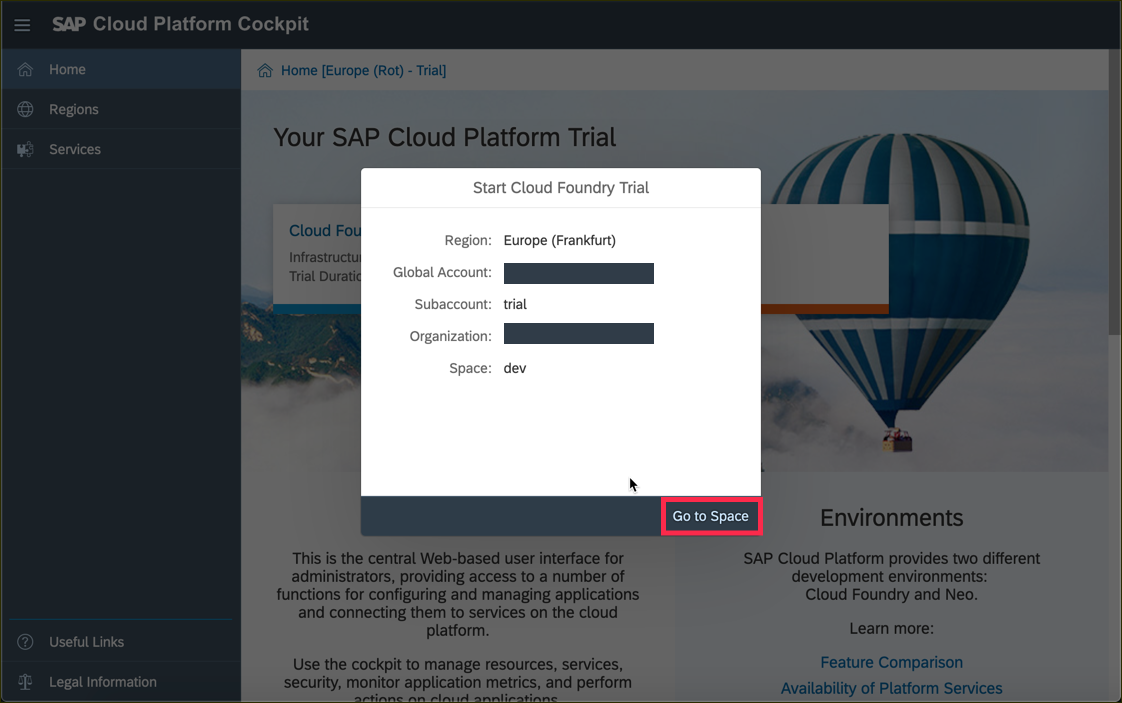 SAP Cloud Platform Cockpit
Home
Regions
Services
Useful Links
Legal Information
Home [Europe (Rot) - Trial]
Your SAP Cloud Platform Trial
Cloud Fou
Infrastructu
Trial Duratio
Start Cloud Foundry Trial
Region: Europe (Frankfurt)
Global Account:
Subaccount: trial
Organization:
Space: dev
Go to Space
This is the central Web-based user interface for
administrators, providing access to a number of
functions for configuring and managing applications
and connecting them to services on the cloud
platform.
Use the cockpit to manage resources, services,
security, monitor application metrics, and perform
actions on cloud applications.
Environments
SAP Cloud Platform provides two different
development environments:
Cloud Foundry and Neo.
Learn more:
Feature Comparison
Availability of Platform Services